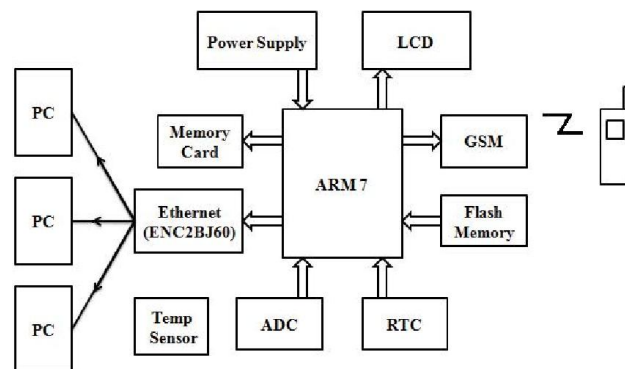 Power Supply
LCD
PC
Memory
Card
GSM
ARM 7
PC
Ethernet
(ENC2BJ60)
Flash
Memory
PC
Temp
Sensor
ADC
RTC